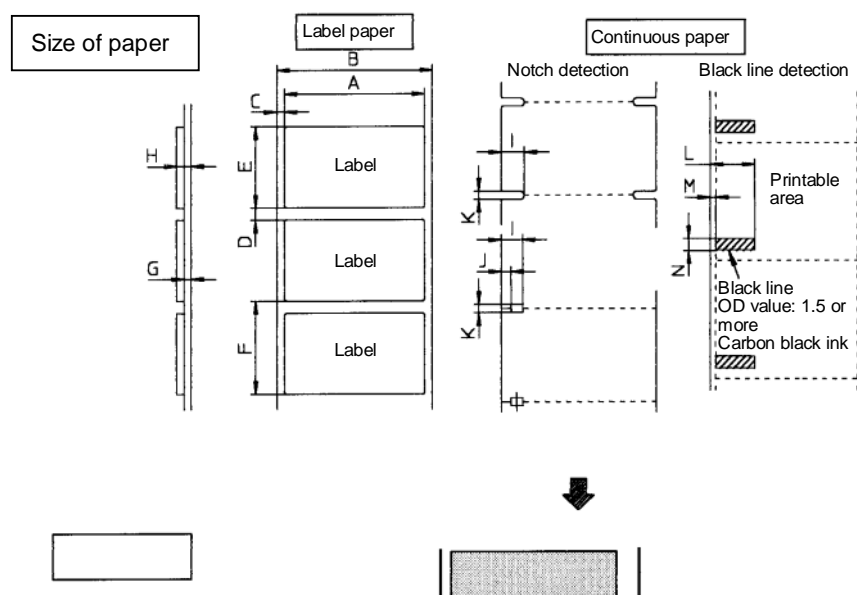 Size of paper
Label paper
Continuous paper
Notch detection
Black line detection
B
A
C
H
E
Label
D
G
Label
F
Label
I
K
I
J
K
L
M
Printable
area
N
Black line
OD value: 1.5 or
more
Carbon black ink